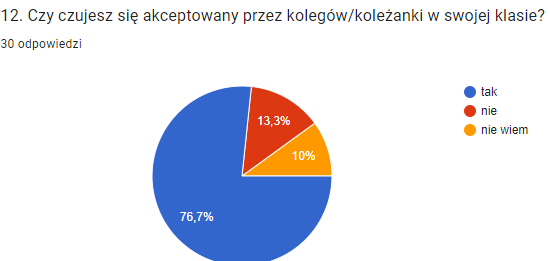 12. Czy czujesz się akceptowany przez kolegów/koleżanki w swojej klasie?
30 odpowiedzi
tak
nie
nie wiem
13,3%
10%
76,7%